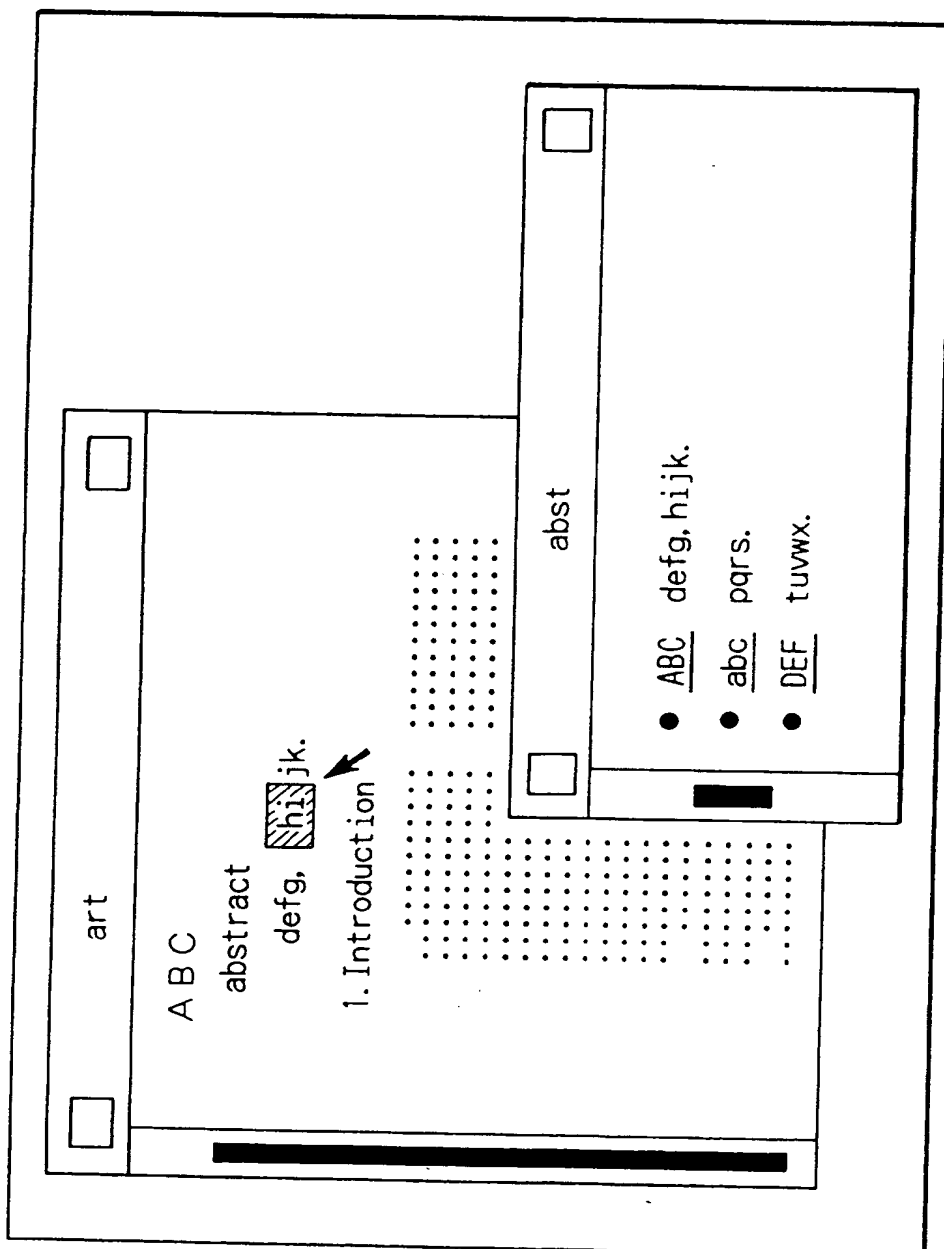 art
A B C
abstract
defg, hijk.
1. Introduction
abst
● ABC defg, hijk.
● abc pqrs.
● DEF tuvwx.